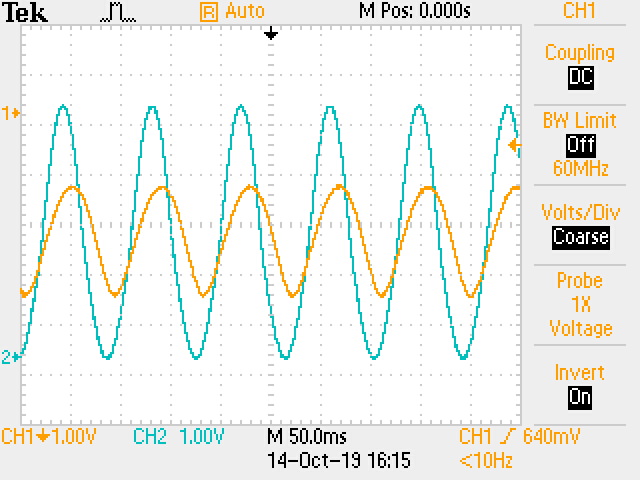 Tek R Auto M Pos: 0.000s CH1
Coupling
DC
1
BW Limit
Off
60MHz
Volts/Div
Coarse
Probe
1X
Voltage
2
Invert
On
CH1 1.00V CH2 1.00V M 50.0ms CH1 640mV
14-Oct-19 16:15 <10Hz